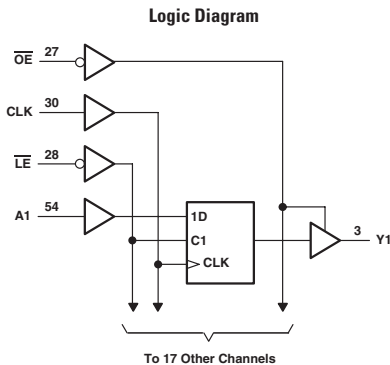 Logic Diagram
OE 27
CLK 30
LE 28
A1 54
1D
C1
CLK
3
Y1
To 17 Other Channels